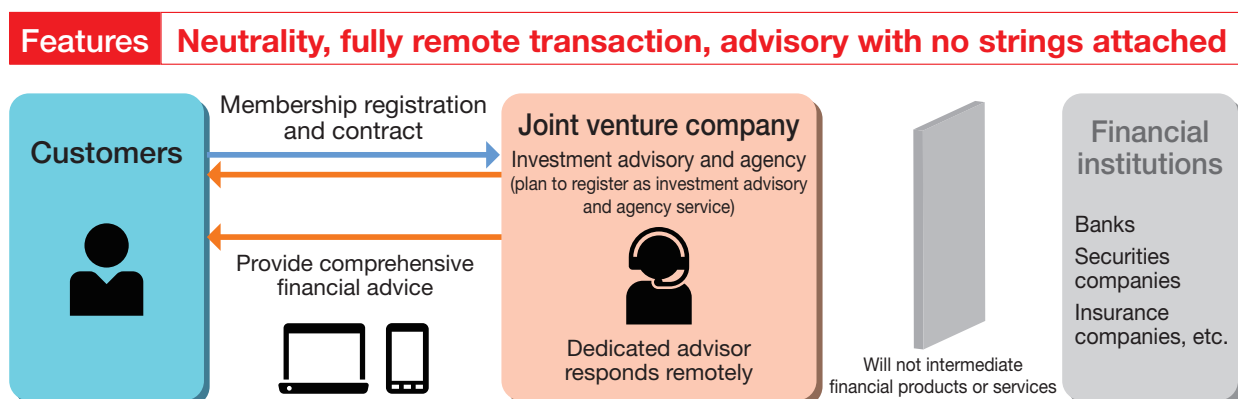 Features
Neutrality, fully remote transaction, advisory with no strings attached
Customers
Membership registration
and contract
Provide comprehensive
financial advice
Joint venture company
Investment advisory and agency
(plan to register as investment advisory
and agency service)
Dedicated advisor
responds remotely
Will not intermediate
financial products or services
Financial
institutions
Banks
Securities
companies
Insurance
companies, etc.